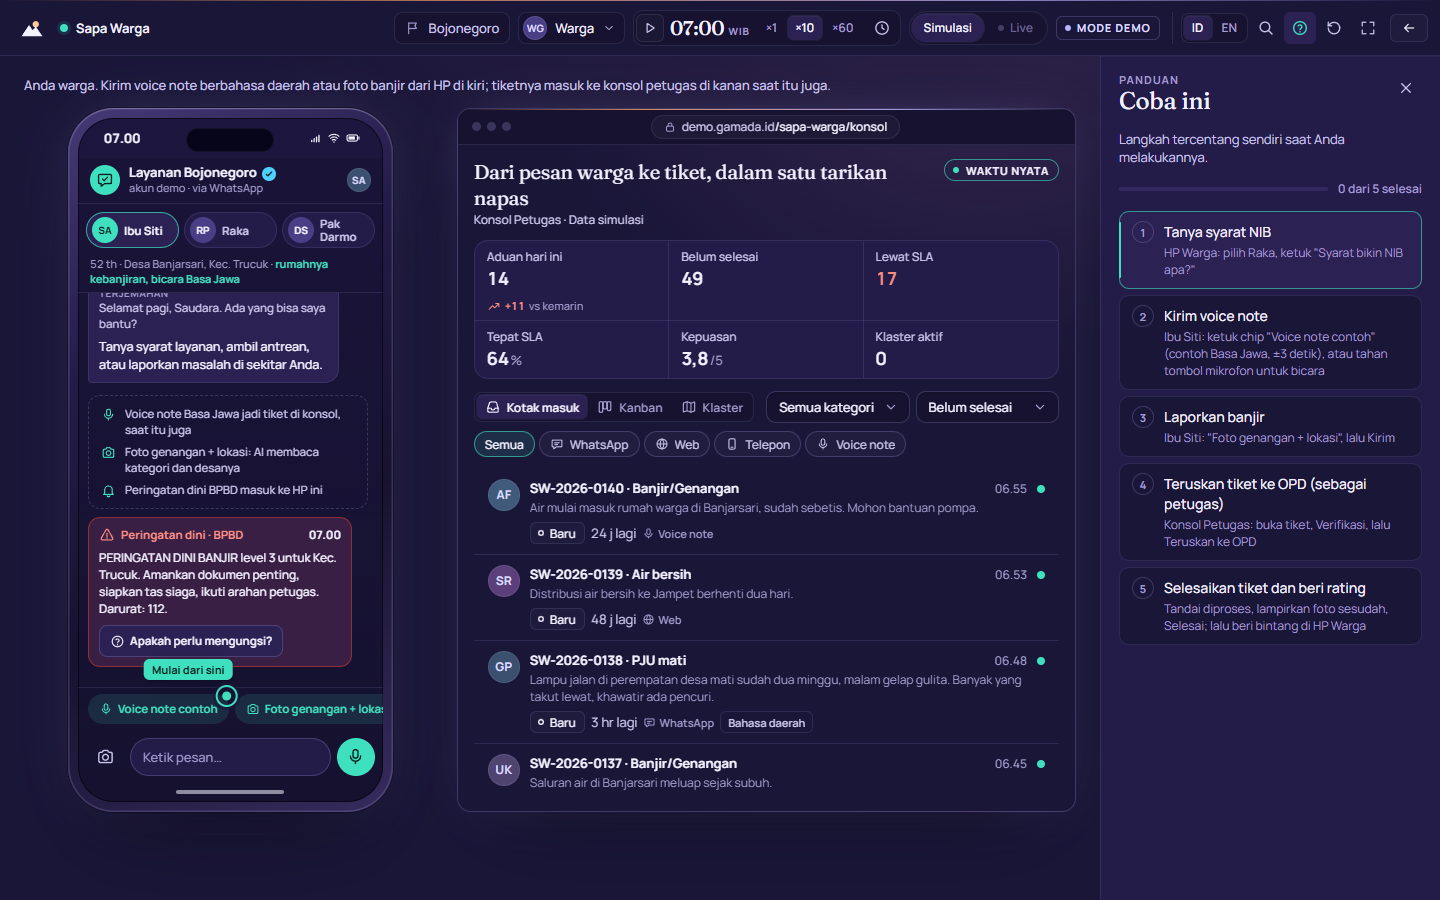 Sapa Warga
Bojonegoro
WG Warga
07:00 WIB
×1 ×10 ×60
Simulasi
Live
MODE DEMO
ID EN
Anda warga. Kirim voice note berbahasa daerah atau foto banjir dari HP di kiri; tiketnya masuk ke konsol petugas di kanan saat itu juga.
07.00
Layanan Bojonegoro
akun demo · via WhatsApp
SA
SA Ibu Siti
RP Raka
DS Pak Darmo
52 th · Desa Banjarsari, Kec. Trucuk · rumahnya
kebanjiran, bicara Basa Jawa
TERJEMAHAN
Selamat pagi, Saudara. Ada yang bisa saya
bantu?
Tanya syarat layanan, ambil antrean,
atau laporkan masalah di sekitar Anda.
Voice note Basa Jawa jadi tiket di konsol,
saat itu juga
Foto genangan + lokasi: AI membaca
kategori dan desanya
Peringatan dini BPBD masuk ke HP ini
Peringatan dini · BPBD 07.00
PERINGATAN DINI BANJIR level 3 untuk Kec.
Trucuk. Amankan dokumen penting,
siapkan tas siaga, ikuti arahan petugas.
Darurat: 112.
Apakah perlu mengungsi?
Mulai dari sini
Voice note contoh
Foto genangan + lokas
Ketik pesan...
demo.gamada.id/sapa-warga/konsol
Dari pesan warga ke tiket, dalam satu tarikan
napas
WAKTU NYATA
Konsol Petugas · Data simulasi
Aduan hari ini
14
+11 vs kemarin
Belum selesai
49
Lewat SLA
17
Tepat SLA
64%
Kepuasan
3,8/5
Klaster aktif
0
Kotak masuk
Kanban
Klaster
Semua kategori
Belum selesai
Semua
WhatsApp
Web
Telepon
Voice note
AF
SW-2026-0140 · Banjir/Genangan 06.55
Air mulai masuk rumah warga di Banjarsari, sudah sebetis. Mohon bantuan pompa.
Baru 24 j lagi Voice note
SR
SW-2026-0139 · Air bersih 06.53
Distribusi air bersih ke Jampet berhenti dua hari.
Baru 48 j lagi Web
GP
SW-2026-0138 · PJU mati 06.48
Lampu jalan di perempatan desa mati sudah dua minggu, malam gelap gulita. Banyak yang
takut lewat, khawatir ada pencuri.
Baru 3 hr lagi WhatsApp Bahasa daerah
UK
SW-2026-0137 · Banjir/Genangan 06.45
Saluran air di Banjarsari meluap sejak subuh.
PANDUAN
Coba ini
Langkah tercentang sendiri saat Anda
melakukannya.
0 dari 5 selesai
1 Tanya syarat NIB
HP Warga: pilih Raka, ketuk "Syarat bikin NIB
apa?"
2 Kirim voice note
Ibu Siti: ketuk chip "Voice note contoh"
(contoh Basa Jawa, ±3 detik), atau tahan
tombol mikrofon untuk bicara
3 Laporkan banjir
Ibu Siti: "Foto genangan + lokasi", lalu Kirim
4 Teruskan tiket ke OPD (sebagai
petugas)
Konsol Petugas: buka tiket, Verifikasi, lalu
Teruskan ke OPD
5 Selesaikan tiket dan beri rating
Tandai diproses, lampirkan foto sesudah,
Selesai; lalu beri bintang di HP Warga